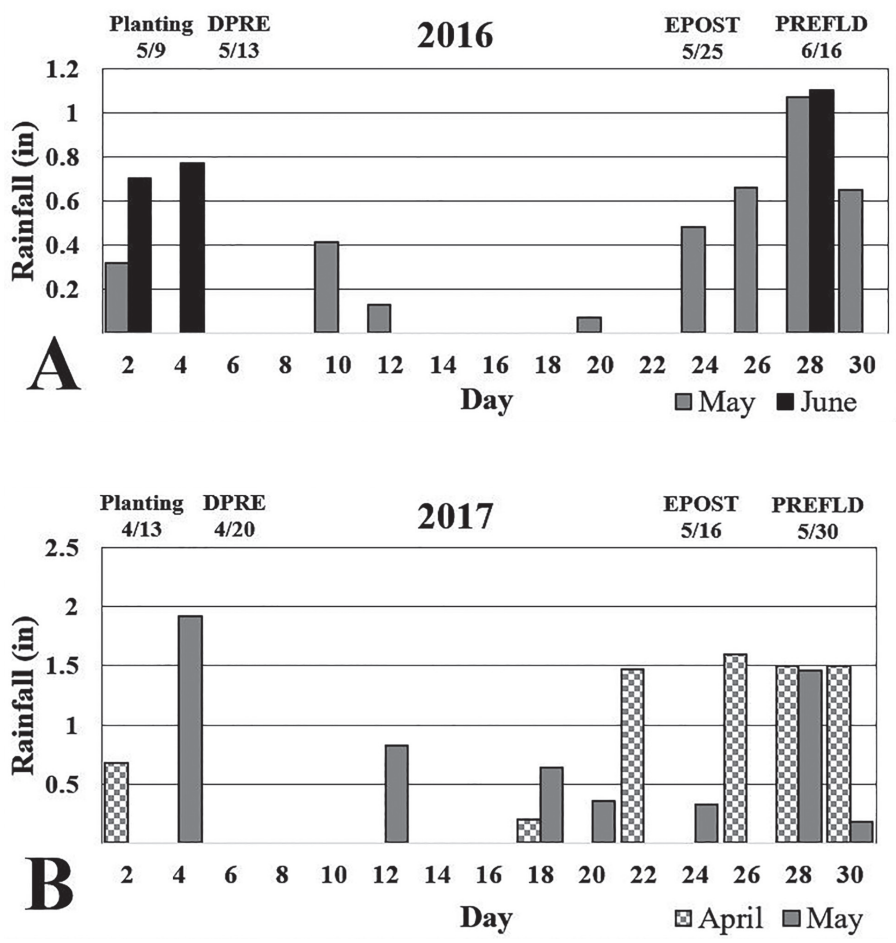 Planting DPRE 2016 EPOST PREFLD
5/9 5/13 5/25 6/16
1.2
1
0.8
0.6
0.4
0.2
Rainfall (in)
A
2 4 6 8 10 12 14 16 18 20 22 24 26 28 30
Day
May June
Planting DPRE 2017 EPOST PREFLD
4/13 4/20 5/16 5/30
2.5
2
1.5
1
0.5
Rainfall (in)
B
2 4 6 8 10 12 14 16 18 20 22 24 26 28 30
Day
April May